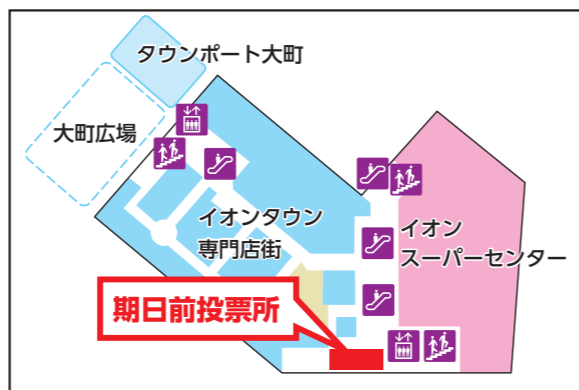 タウンポート大町
大町広場
イオンタウン
専門店街
イオン
スーパーセンター
期日前投票所